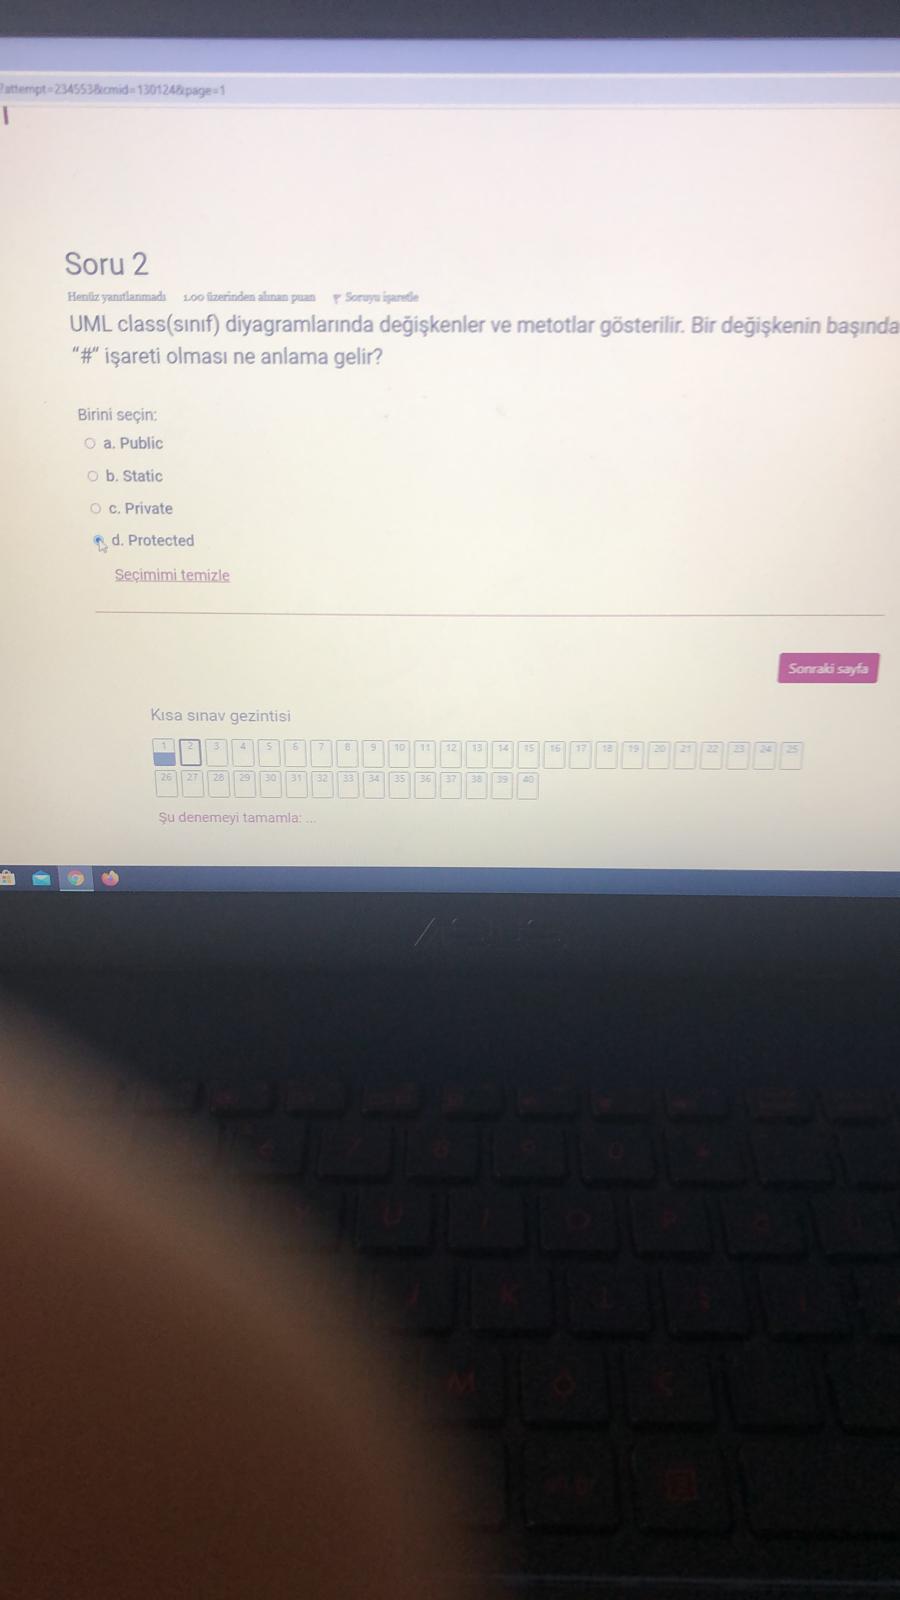 ?attempt=234553&cmid=130124&page=1
Soru 2
Henüz yanıtlanmadı 1.00 üzerinden alınan puan Soruyu işaretle
UML class(sınıf) diyagramlarında değişkenler ve metotlar gösterilir. Bir değişkenin başında
"#" işareti olması ne anlama gelir?
Birini seçin:
a. Public
b. Static
c. Private
d. Protected
Seçimimi temizle
Sonraki sayfa
Kısa sınav gezintisi
1 2 3 4 5 6 7 8 9 10 11 12 13 14 15 16 17 18 19 20 21 22 23 24 25
26 27 28 29 30 31 32 33 34 35 36 37 38 39 40
Şu denemeyi tamamla: ...
7 8 9 0
U I O P
J K L Ş
M Ö Ç